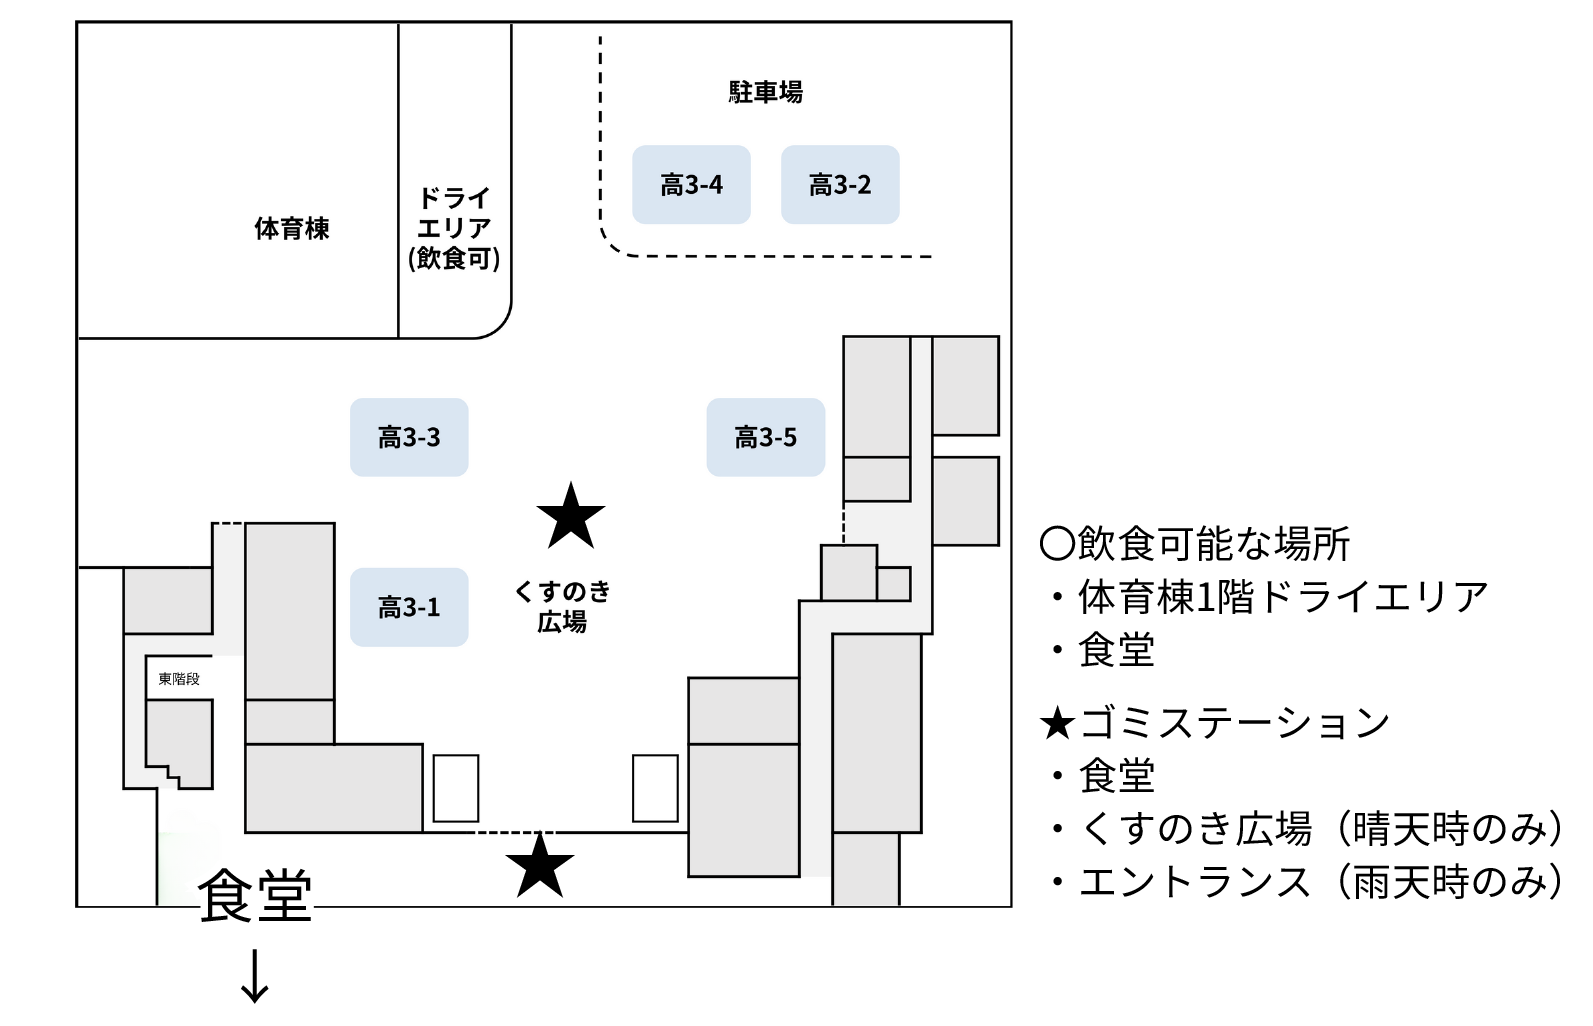 駐車場
高3-4
高3-2
体育棟
ドライ
エリア
(飲食可)
高3-3
高3-5
★
くすのき
広場
高3-1
東階段
★
食堂
↓
〇飲食可能な場所
・体育棟1階ドライエリア
・食堂
★ゴミステーション
・食堂
・くすのき広場（晴天時のみ）
・エントランス（雨天時のみ）